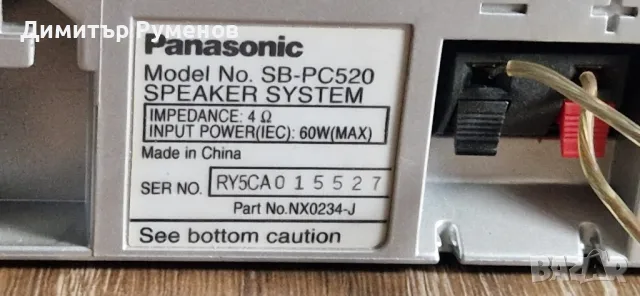 Димитър Руменов
Panasonic
Model No. SB-PC520
SPEAKER SYSTEM
IMPEDANCE: 4 Ω
INPUT POWER(IEC): 60W(MAX)
Made in China
SER NO. RY5CA015527
Part No.NX0234-J
See bottom caution
BAZAR